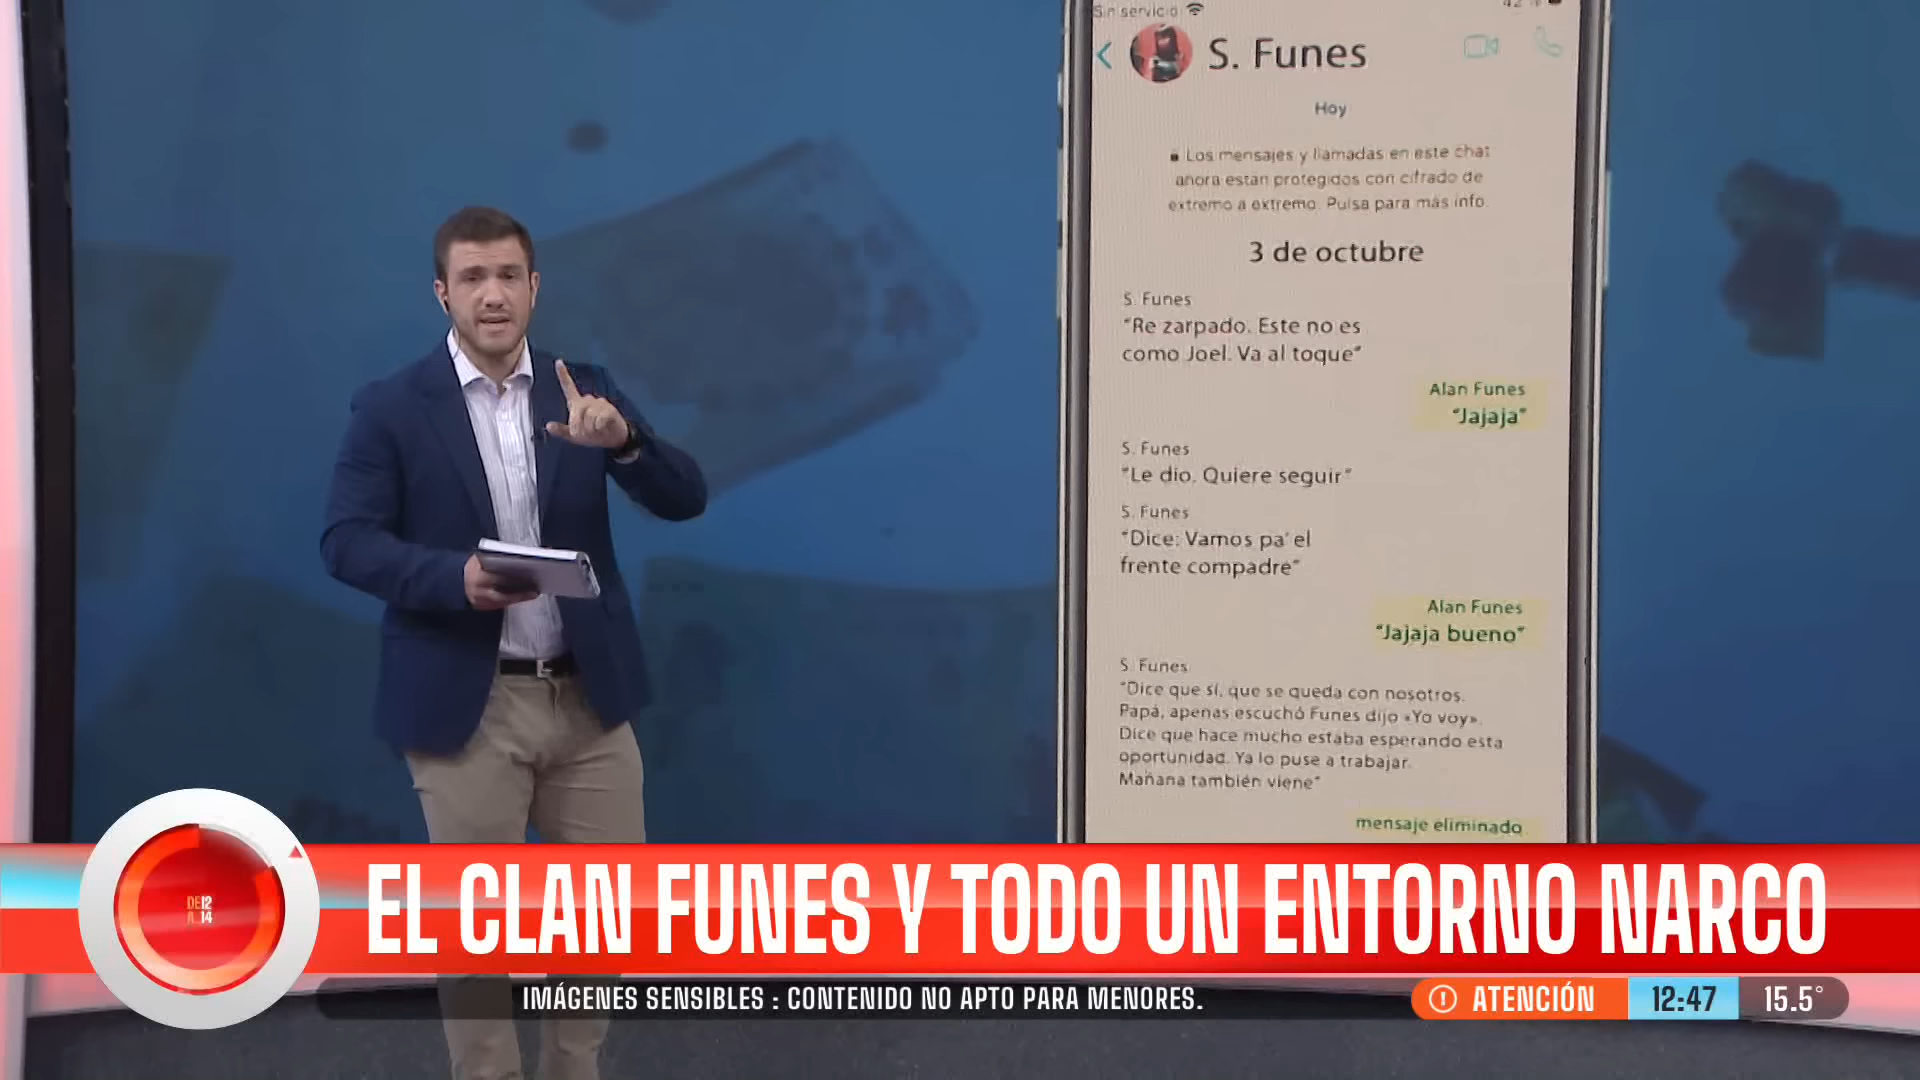 Sin servicio
42 %
S. Funes
Hoy
Los mensajes y llamadas en este chat
ahora están protegidos con cifrado de
extremo a extremo. Pulsa para más info.
3 de octubre
S. Funes
"Re zarpado. Este no es
como Joel. Va al toque"
Alan Funes
"Jajaja"
S. Funes
"Le dio. Quiere seguir"
S. Funes
"Dice: Vamos pa' el
frente compadre"
Alan Funes
"Jajaja bueno"
S. Funes
"Dice que sí, que se queda con nosotros.
Papá, apenas escuchó Funes dijo «Yo voy».
Dice que hace mucho estaba esperando esta
oportunidad. Ya lo puse a trabajar.
Mañana también viene"
mensaje eliminado
DE12
A 14
EL CLAN FUNES Y TODO UN ENTORNO NARCO
IMÁGENES SENSIBLES : CONTENIDO NO APTO PARA MENORES.
ATENCIÓN
12:47
15.5°